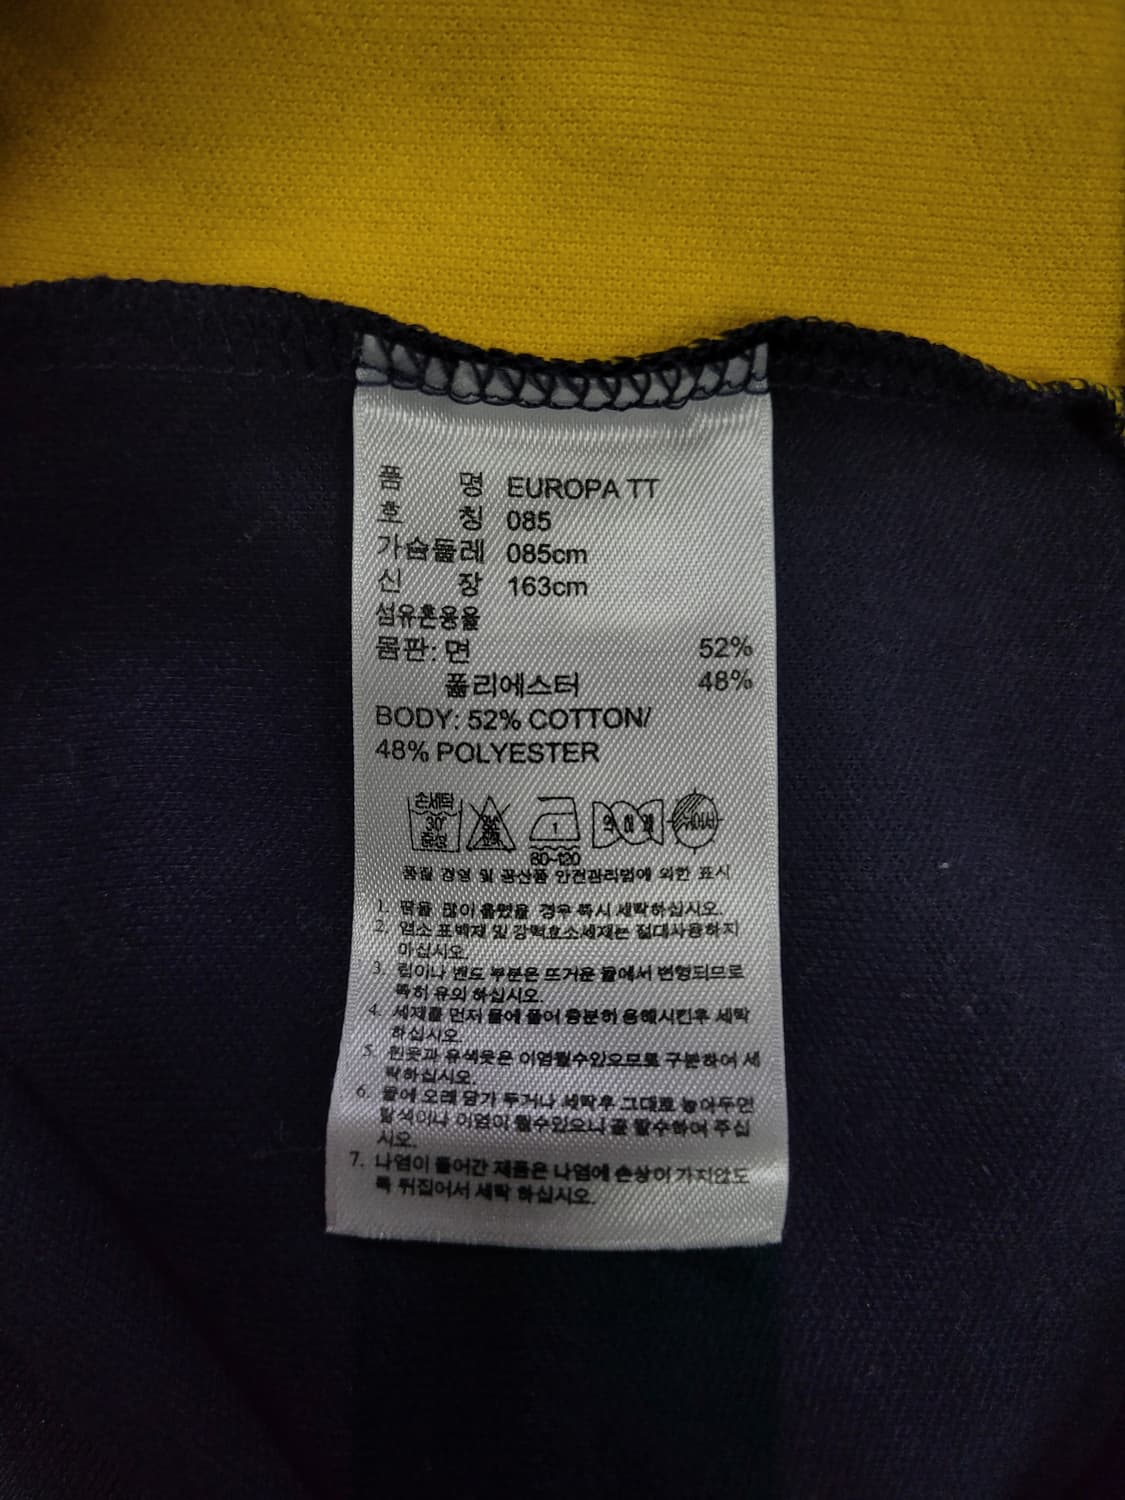 품 명 EUROPA TT
호 칭 085
가슴둘레 085cm
신 장 163cm
섬유혼용율
몸판: 면 52%
폴리에스터 48%
BODY: 52% COTTON/
48% POLYESTER
손세탁
30°
중성
1
80~120
품질 경영 및 공산품 안전관리법에 의한 표시
1. 땀을 많이 흘렸을 경우 즉시 세탁하십시오.
2. 염소 표백제 및 강력효소세제는 절대사용하지
마십시오.
3. 립이나 밴드 부분은 뜨거운 물에서 변형되므로
특히 유의 하십시오.
4. 세제를 먼저 물에 풀어 충분히 용해시킨후 세탁
하십시오.
5. 흰옷과 유색옷은 이염될수있으므로 구분하여 세
탁하십시오.
6. 물에 오래 담가 두거나 세탁후 그대로 놓아두면
탈색이나 이염이 될수있으니 꼭 탈수하여 주십
시오.
7. 나염이 들어간 제품은 나염에 손상이 가지않도
록 뒤집어서 세탁 하십시오.